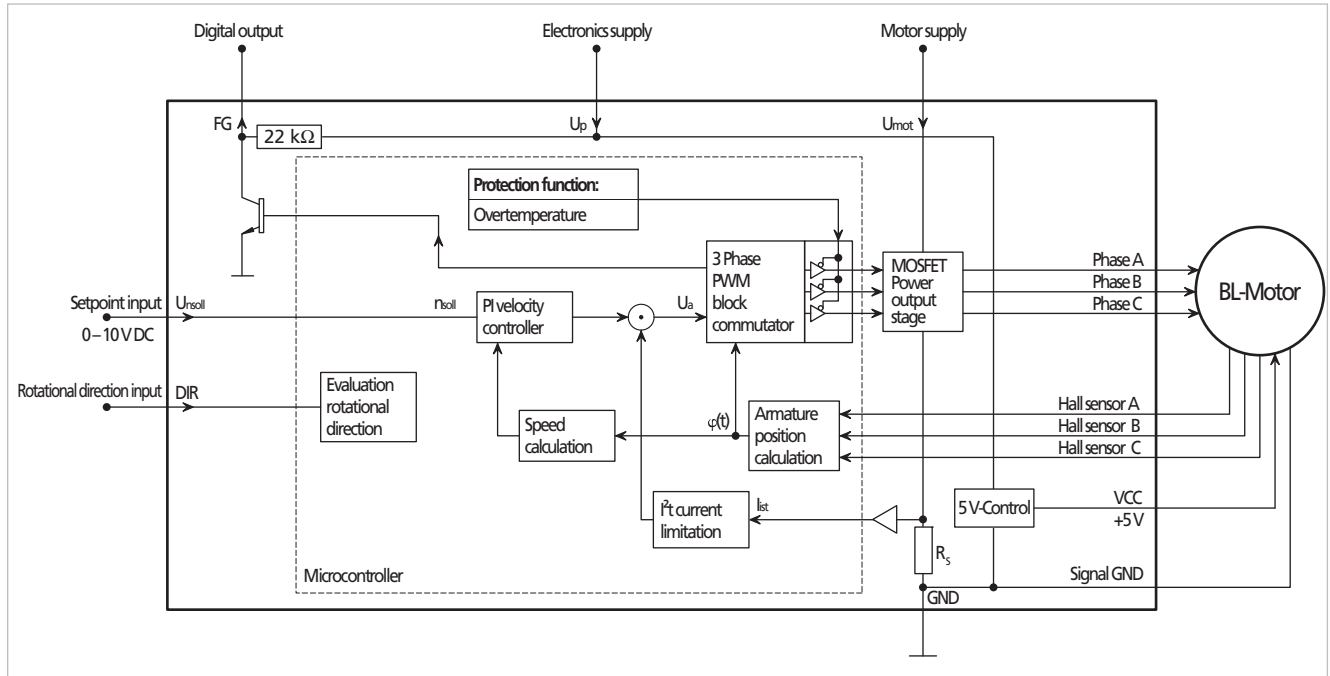 Digital output
Electronics supply
Motor supply
FG
22 kΩ
Up
Umot
Protection function:
Overtemperature
3 Phase
PWM
block
commutator
MOSFET
Power
output
stage
Phase A
Phase B
Phase C
BL-Motor
Setpoint input
0–10 V DC
Unsoll
nsoll
PI velocity
controller
Ua
Rotational direction input
DIR
Evaluation
rotational
direction
Speed
calculation
φ(t)
Armature
position
calculation
Hall sensor A
Hall sensor B
Hall sensor C
I²t current
limitation
Iist
5 V-Control
VCC
+5 V
RS
Signal GND
GND
Microcontroller